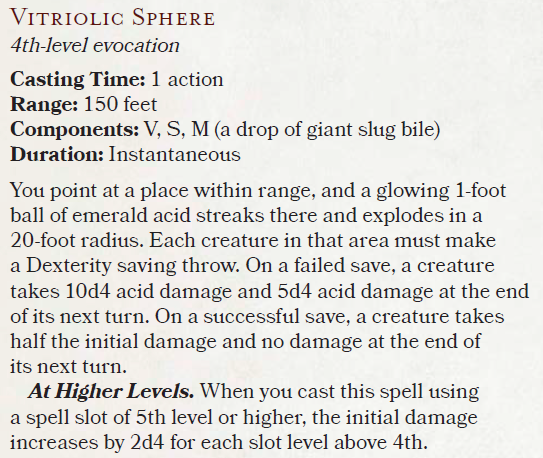 Vitriolic Sphere
4th-level evocation
Casting Time: 1 action
Range: 150 feet
Components: V, S, M (a drop of giant slug bile)
Duration: Instantaneous
You point at a place within range, and a glowing 1-foot
ball of emerald acid streaks there and explodes in a
20-foot radius. Each creature in that area must make
a Dexterity saving throw. On a failed save, a creature
takes 10d4 acid damage and 5d4 acid damage at the end
of its next turn. On a successful save, a creature takes
half the initial damage and no damage at the end of
its next turn.
At Higher Levels. When you cast this spell using
a spell slot of 5th level or higher, the initial damage
increases by 2d4 for each slot level above 4th.